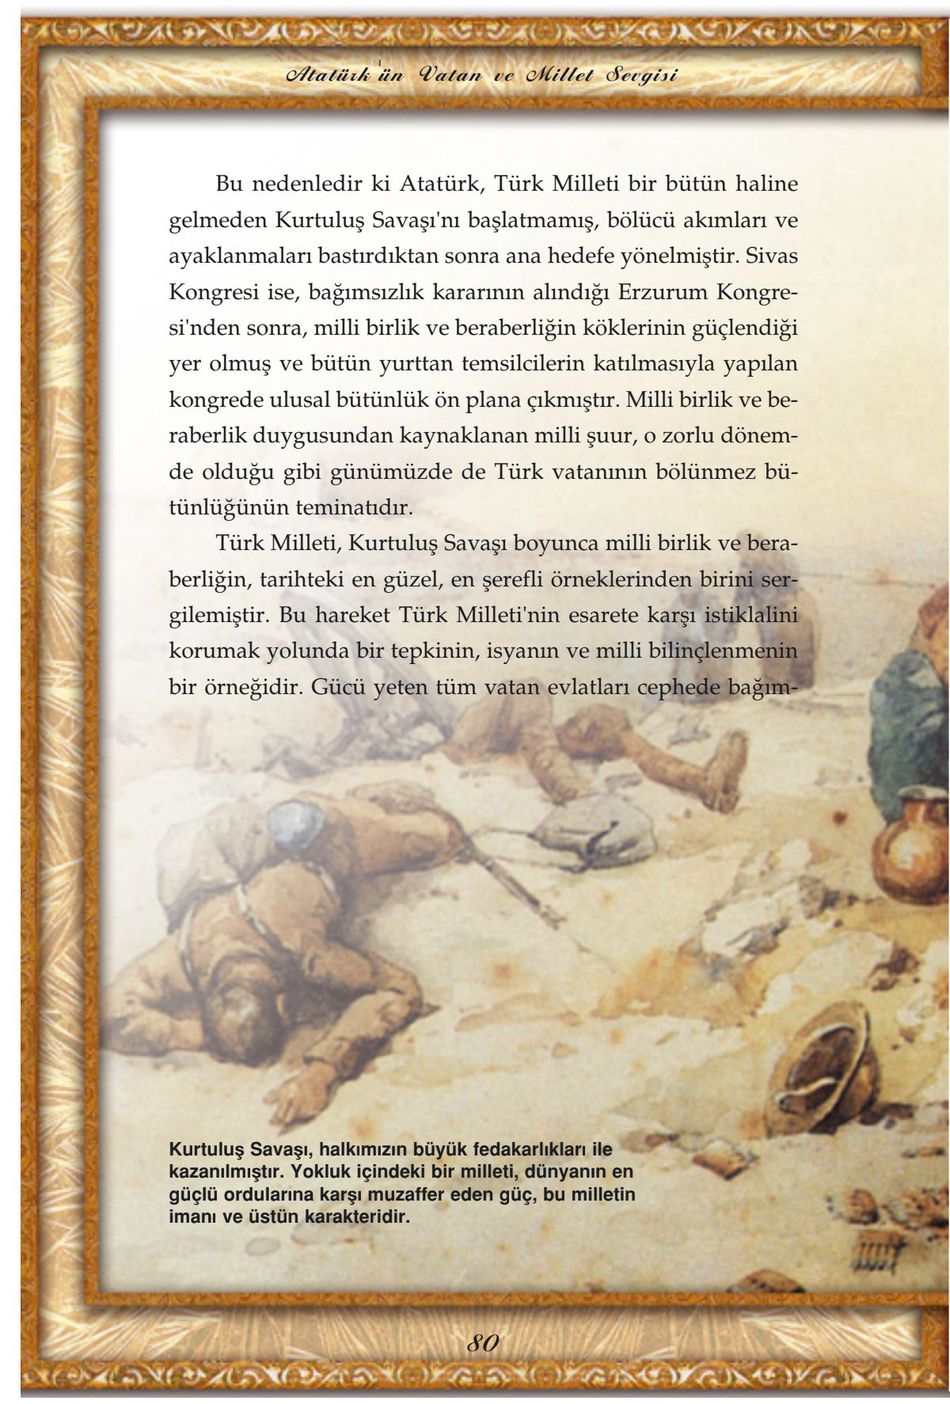 Atatürk'ün Vatan ve Millet Sevgisi
Bu nedenledir ki Atatürk, Türk Milleti bir bütün haline
gelmeden Kurtuluş Savaşı'nı başlatmamış, bölücü akımları ve
ayaklanmaları bastırdıktan sonra ana hedefe yönelmiştir. Sivas
Kongresi ise, bağımsızlık kararının alındığı Erzurum Kongre-
si'nden sonra, milli birlik ve beraberliğin köklerinin güçlendiği
yer olmuş ve bütün yurttan temsilcilerin katılmasıyla yapılan
kongrede ulusal bütünlük ön plana çıkmıştır. Milli birlik ve be-
raberlik duygusundan kaynaklanan milli şuur, o zorlu dönem-
de olduğu gibi günümüzde de Türk vatanının bölünmez bü-
tünlüğünün teminatıdır.
Türk Milleti, Kurtuluş Savaşı boyunca milli birlik ve bera-
berliğin, tarihteki en güzel, en şerefli örneklerinden birini ser-
gilemiştir. Bu hareket Türk Milleti'nin esarete karşı istiklalini
korumak yolunda bir tepkinin, isyanın ve milli bilinçlenmenin
bir örneğidir. Gücü yeten tüm vatan evlatları cephede bağım-
Kurtuluş Savaşı, halkımızın büyük fedakarlıkları ile
kazanılmıştır. Yokluk içindeki bir milleti, dünyanın en
güçlü ordularına karşı muzaffer eden güç, bu milletin
imanı ve üstün karakteridir.
80